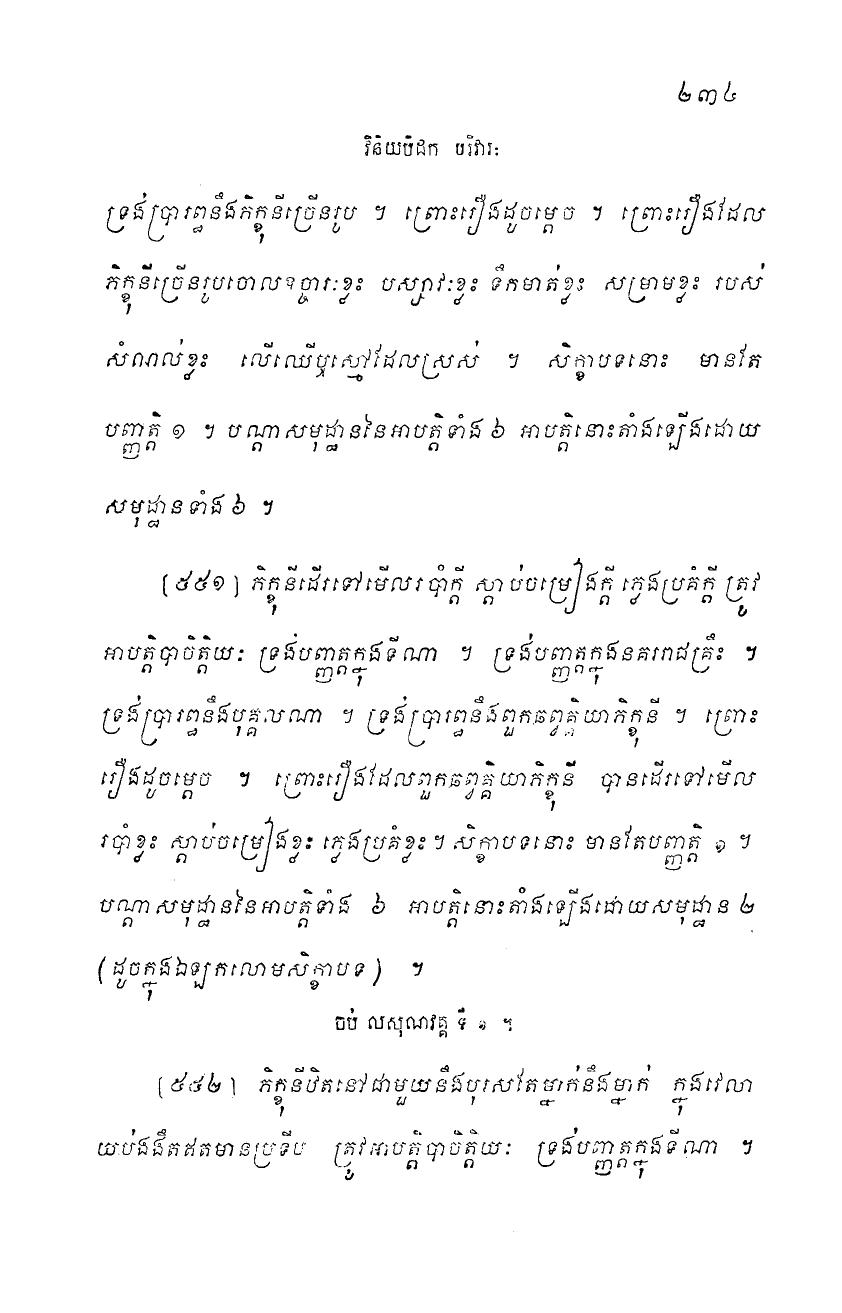 ២៣៤
វិន័យបិដក បរិវារៈ
ទ្រង់ប្រារព្ធនឹងភិក្ខុនីច្រើនរូប ។ ព្រោះរឿងដូចម្តេច ។ ព្រោះរឿងដែល
ភិក្ខុនីច្រើនរូបចោលឧច្ចារៈខ្លះ បស្សាវៈខ្លះ ទឹកមាត់ខ្លះ សម្រាមខ្លះ របស់
សំណល់ខ្លះ លើឈើឬស្មៅដែលស្រស់ ។ សិក្ខាបទនោះ មានតែ
បញ្ញត្តិ ១ ។ បណ្តាសមុដ្ឋាននៃអាបត្តិទាំង ៦ អាបត្តិនោះតាំងឡើងដោយ
សមុដ្ឋានទាំង ៦ ។
[៥៤១] ភិក្ខុនីដើរទៅមើលរបាំក្តី ស្តាប់ចម្រៀងក្តី ភ្លេងប្រគំក្តី ត្រូវ
អាបត្តិបាចិត្តិយៈ ទ្រង់បញ្ញត្តក្នុងទីណា ។ ទ្រង់បញ្ញត្តក្នុងនគររាជគ្រឹះ ។
ទ្រង់ប្រារព្ធនឹងបុគ្គលណា ។ ទ្រង់ប្រារព្ធនឹងពួកឆព្វគ្គិយាភិក្ខុនី ។ ព្រោះ
រឿងដូចម្តេច ។ ព្រោះរឿងដែលពួកឆព្វគ្គិយាភិក្ខុនី បានដើរទៅមើល
របាំខ្លះ ស្តាប់ចម្រៀងខ្លះ ភ្លេងប្រគំខ្លះ ។ សិក្ខាបទនោះ មានតែបញ្ញត្តិ ១ ។
បណ្តាសមុដ្ឋាននៃអាបត្តិទាំង ៦ អាបត្តិនោះតាំងឡើងដោយសមុដ្ឋាន ២
(ដូចក្នុងឯឡកលោមសិក្ខាបទ) ។
ចប់ លសុណវគ្គ ទី ១ ។
[៥៤២] ភិក្ខុនីឋិតនៅជាមួយនឹងបុរសតែម្នាក់នឹងម្នាក់ ក្នុងវេលា
យប់ងងឹតឥតមានប្រទីប ត្រូវអាបត្តិបាចិត្តិយៈ ទ្រង់បញ្ញត្តក្នុងទីណា ។